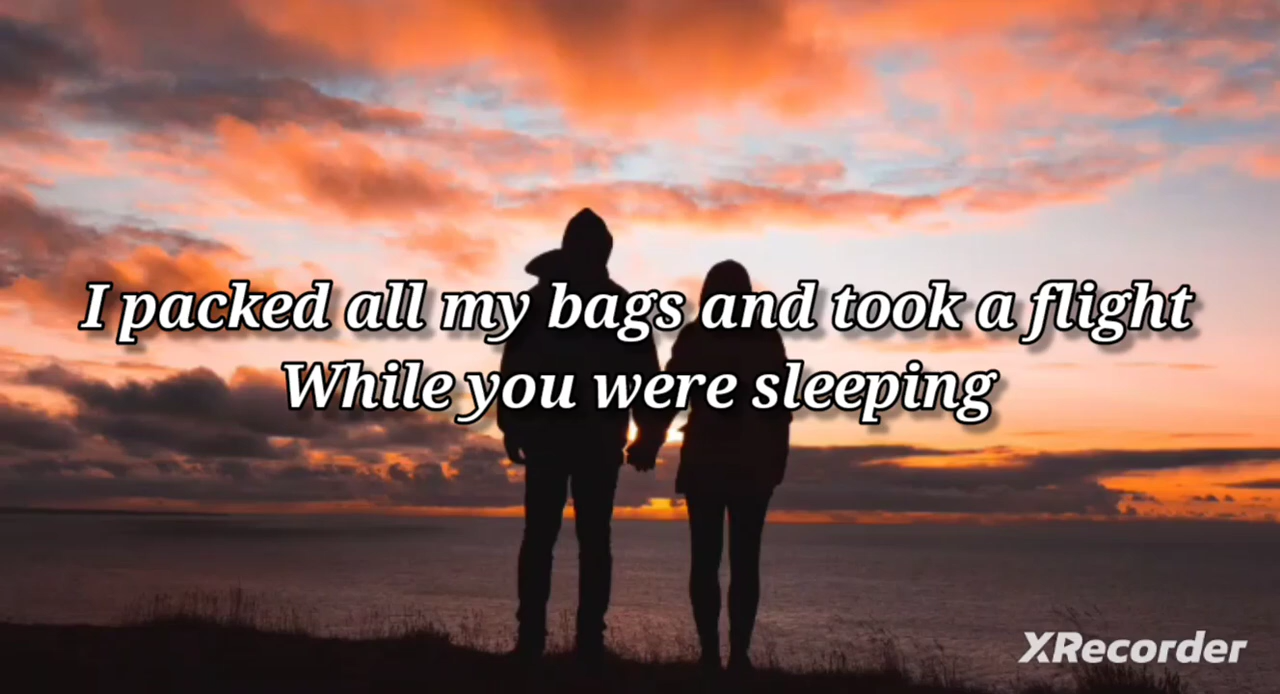 I packed all my bags and took a flight
While you were sleeping
XRecorder